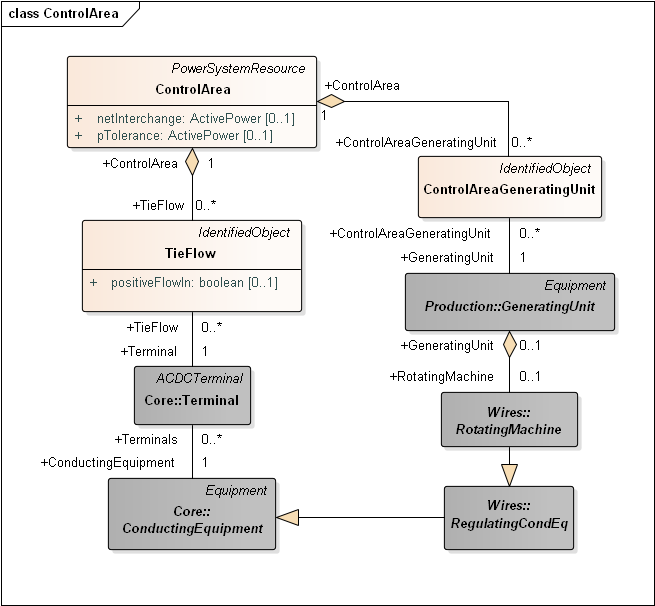 class ControlArea
PowerSystemResource
ControlArea
+ netInterchange: ActivePower [0..1]
+ pTolerance: ActivePower [0..1]
+ControlArea
1
+ControlAreaGeneratingUnit 0..*
IdentifiedObject
ControlAreaGeneratingUnit
+ControlArea 1
+TieFlow 0..*
IdentifiedObject
TieFlow
+ positiveFlowIn: boolean [0..1]
+ControlAreaGeneratingUnit 0..*
+GeneratingUnit 1
Equipment
Production::GeneratingUnit
+TieFlow 0..*
+Terminal 1
+GeneratingUnit 0..1
+RotatingMachine 0..1
ACDCTerminal
Core::Terminal
Wires::
RotatingMachine
+Terminals 0..*
+ConductingEquipment 1
Equipment
Core::
ConductingEquipment
Wires::
RegulatingCondEq